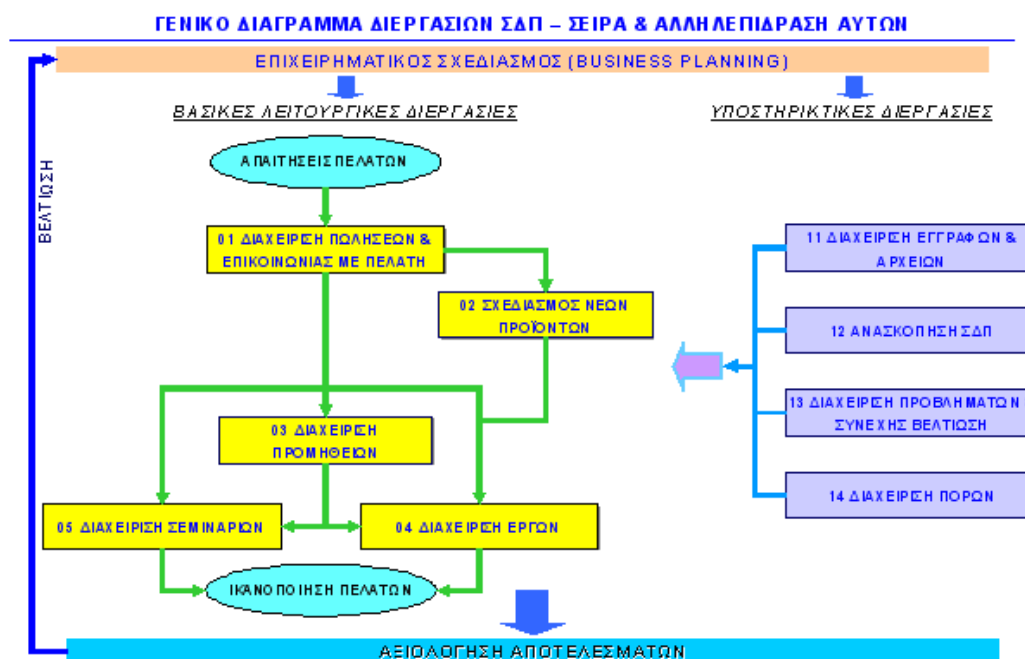 ΓΕΝΙΚΟ ΔΙΑΓΡΑΜΜΑ ΔΙΕΡΓΑΣΙΩΝ ΣΔΠ – ΣΕΙΡΑ & ΑΛΛΗΛΕΠΙΔΡΑΣΗ ΑΥΤΩΝ
ΕΠΙΧΕΙΡΗΜΑΤΙΚΟΣ ΣΧΕΔΙΑΣΜΟΣ (BUSINESS PLANNING)
ΒΑΣΙΚΕΣ ΛΕΙΤΟΥΡΓΙΚΕΣ ΔΙΕΡΓΑΣΙΕΣ
ΥΠΟΣΤΗΡΙΚΤΙΚΕΣ ΔΙΕΡΓΑΣΙΕΣ
ΒΕΛΤΙΩΣΗ
ΑΠΑΙΤΗΣΕΙΣ ΠΕΛΑΤΩΝ
01 ΔΙΑΧΕΙΡΙΣΗ ΠΩΛΗΣΕΩΝ &
ΕΠΙΚΟΙΝΩΝΙΑΣ ΜΕ ΠΕΛΑΤΗ
02 ΣΧΕΔΙΑΣΜΟΣ ΝΕΩΝ
ΠΡΟΪΟΝΤΩΝ
03 ΔΙΑΧΕΙΡΙΣΗ
ΠΡΟΜΗΘΕΙΩΝ
05 ΔΙΑΧΕΙΡΙΣΗ ΣΕΜΙΝΑΡΙΩΝ
04 ΔΙΑΧΕΙΡΙΣΗ ΕΡΓΩΝ
ΙΚΑΝΟΠΟΙΗΣΗ ΠΕΛΑΤΩΝ
11 ΔΙΑΧΕΙΡΙΣΗ ΕΓΓΡΑΦΩΝ &
ΑΡΧΕΙΩΝ
12 ΑΝΑΣΚΟΠΗΣΗ ΣΔΠ
13 ΔΙΑΧΕΙΡΙΣΗ ΠΡΟΒΛΗΜΑΤΩΝ
ΣΥΝΕΧΗΣ ΒΕΛΤΙΩΣΗ
14 ΔΙΑΧΕΙΡΙΣΗ ΠΟΡΩΝ
ΑΞΙΟΛΟΓΗΣΗ ΑΠΟΤΕΛΕΣΜΑΤΩΝ